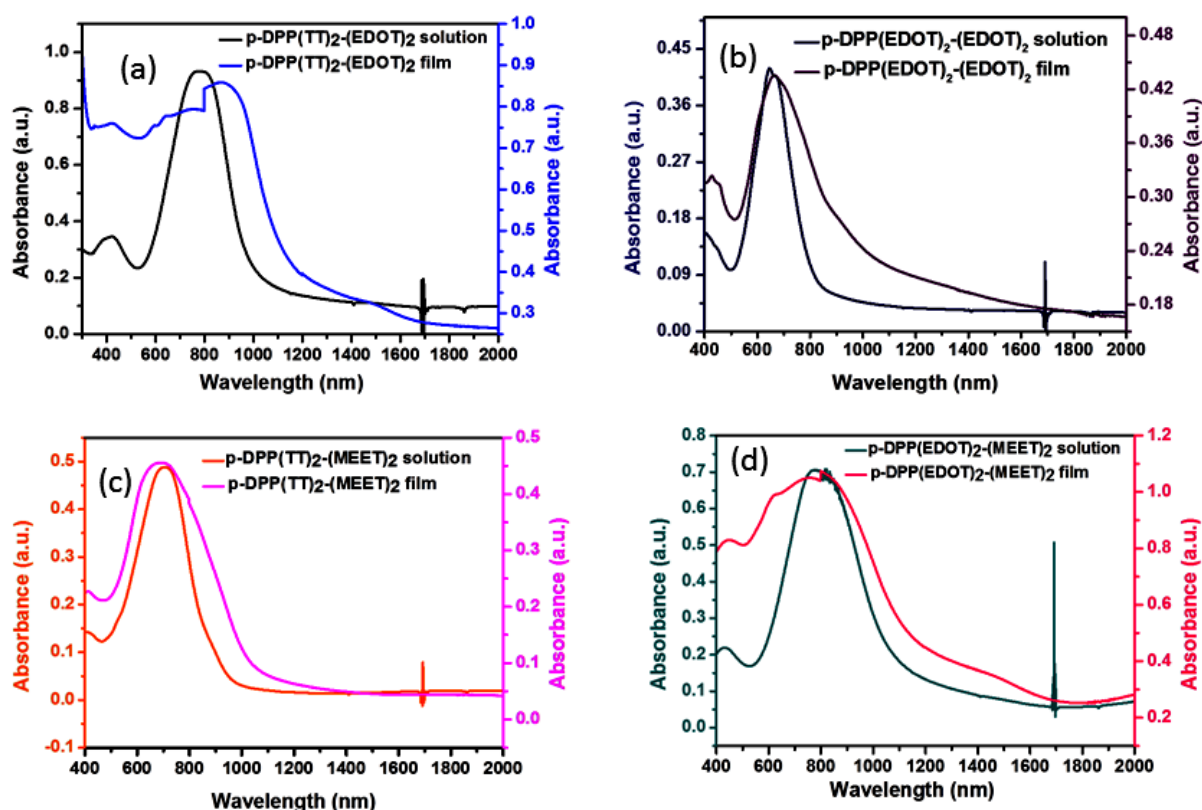 (a)
p-DPP(TT)2-(EDOT)2 solution
p-DPP(TT)2-(EDOT)2 film
Absorbance (a.u.)
1.0
0.8
0.6
0.4
0.2
0.0
Absorbance (a.u.)
1.0
0.9
0.8
0.7
0.6
0.5
0.4
0.3
400 600 800 1000 1200 1400 1600 1800 2000
Wavelength (nm)
(b)
p-DPP(EDOT)2-(EDOT)2 solution
p-DPP(EDOT)2-(EDOT)2 film
Absorbance (a.u.)
0.45
0.36
0.27
0.18
0.09
0.00
Absorbance (a.u.)
0.48
0.42
0.36
0.30
0.24
0.18
400 600 800 1000 1200 1400 1600 1800 2000
Wavelength (nm)
(c)
p-DPP(TT)2-(MEET)2 solution
p-DPP(TT)2-(MEET)2 film
Absorbance (a.u.)
0.5
0.4
0.3
0.2
0.1
0.0
-0.1
Absorbance (a.u.)
0.5
0.4
0.3
0.2
0.1
0.0
400 600 800 1000 1200 1400 1600 1800 2000
Wavelength (nm)
(d)
p-DPP(EDOT)2-(MEET)2 solution
p-DPP(EDOT)2-(MEET)2 film
Absorbance (a.u.)
0.8
0.7
0.6
0.5
0.4
0.3
0.2
0.1
0.0
Absorbance (a.u.)
1.2
1.0
0.8
0.6
0.4
0.2
400 600 800 1000 1200 1400 1600 1800 2000
Wavelength (nm)